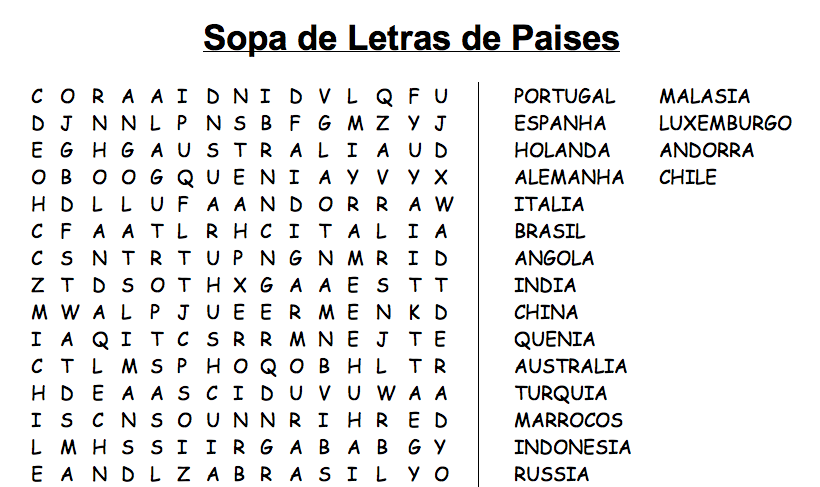 Sopa de Letras de Paises
C O R A A I D N I D V L Q F U
D J N N L P N S B F G M Z Y J
E G H G A U S T R A L I A U D
O B O O G Q U E N I A Y V Y X
H D L L U F A A N D O R R A W
C F A A T L R H C I T A L I A
C S N T R T U P N G N M R I D
Z T D S O T H X G A A E S T T
M W A L P J U E E R M E N K D
I A Q I T C S R R M N E J T E
C T L M S P H O Q O B H L T R
H D E A A S C I D U V U W A A
I S C N S O U N N R I H R E D
L M H S S I I R G A B A B G Y
E A N D L Z A B R A S I L Y O
PORTUGAL MALASIA
ESPANHA LUXEMBURGO
HOLANDA ANDORRA
ALEMANHA CHILE
ITALIA
BRASIL
ANGOLA
INDIA
CHINA
QUENIA
AUSTRALIA
TURQUIA
MARROCOS
INDONESIA
RUSSIA